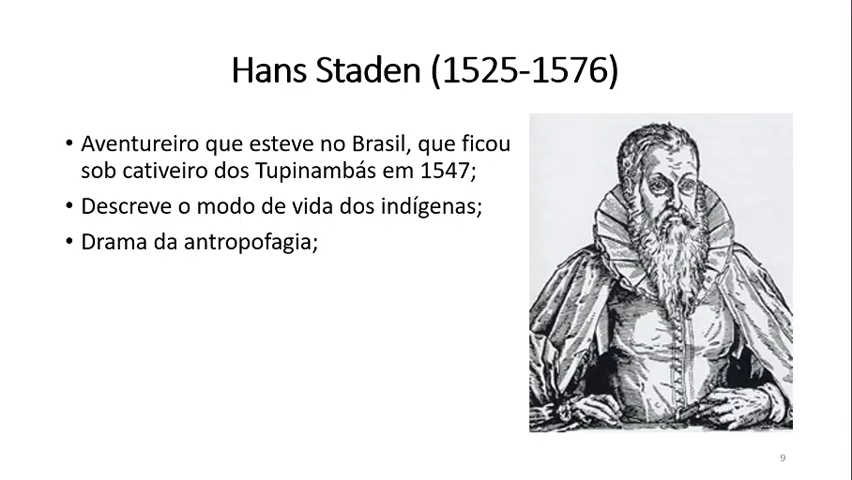 Hans Staden (1525-1576)
• Aventureiro que esteve no Brasil, que ficou
sob cativeiro dos Tupinambás em 1547;
• Descreve o modo de vida dos indígenas;
• Drama da antropofagia;
9